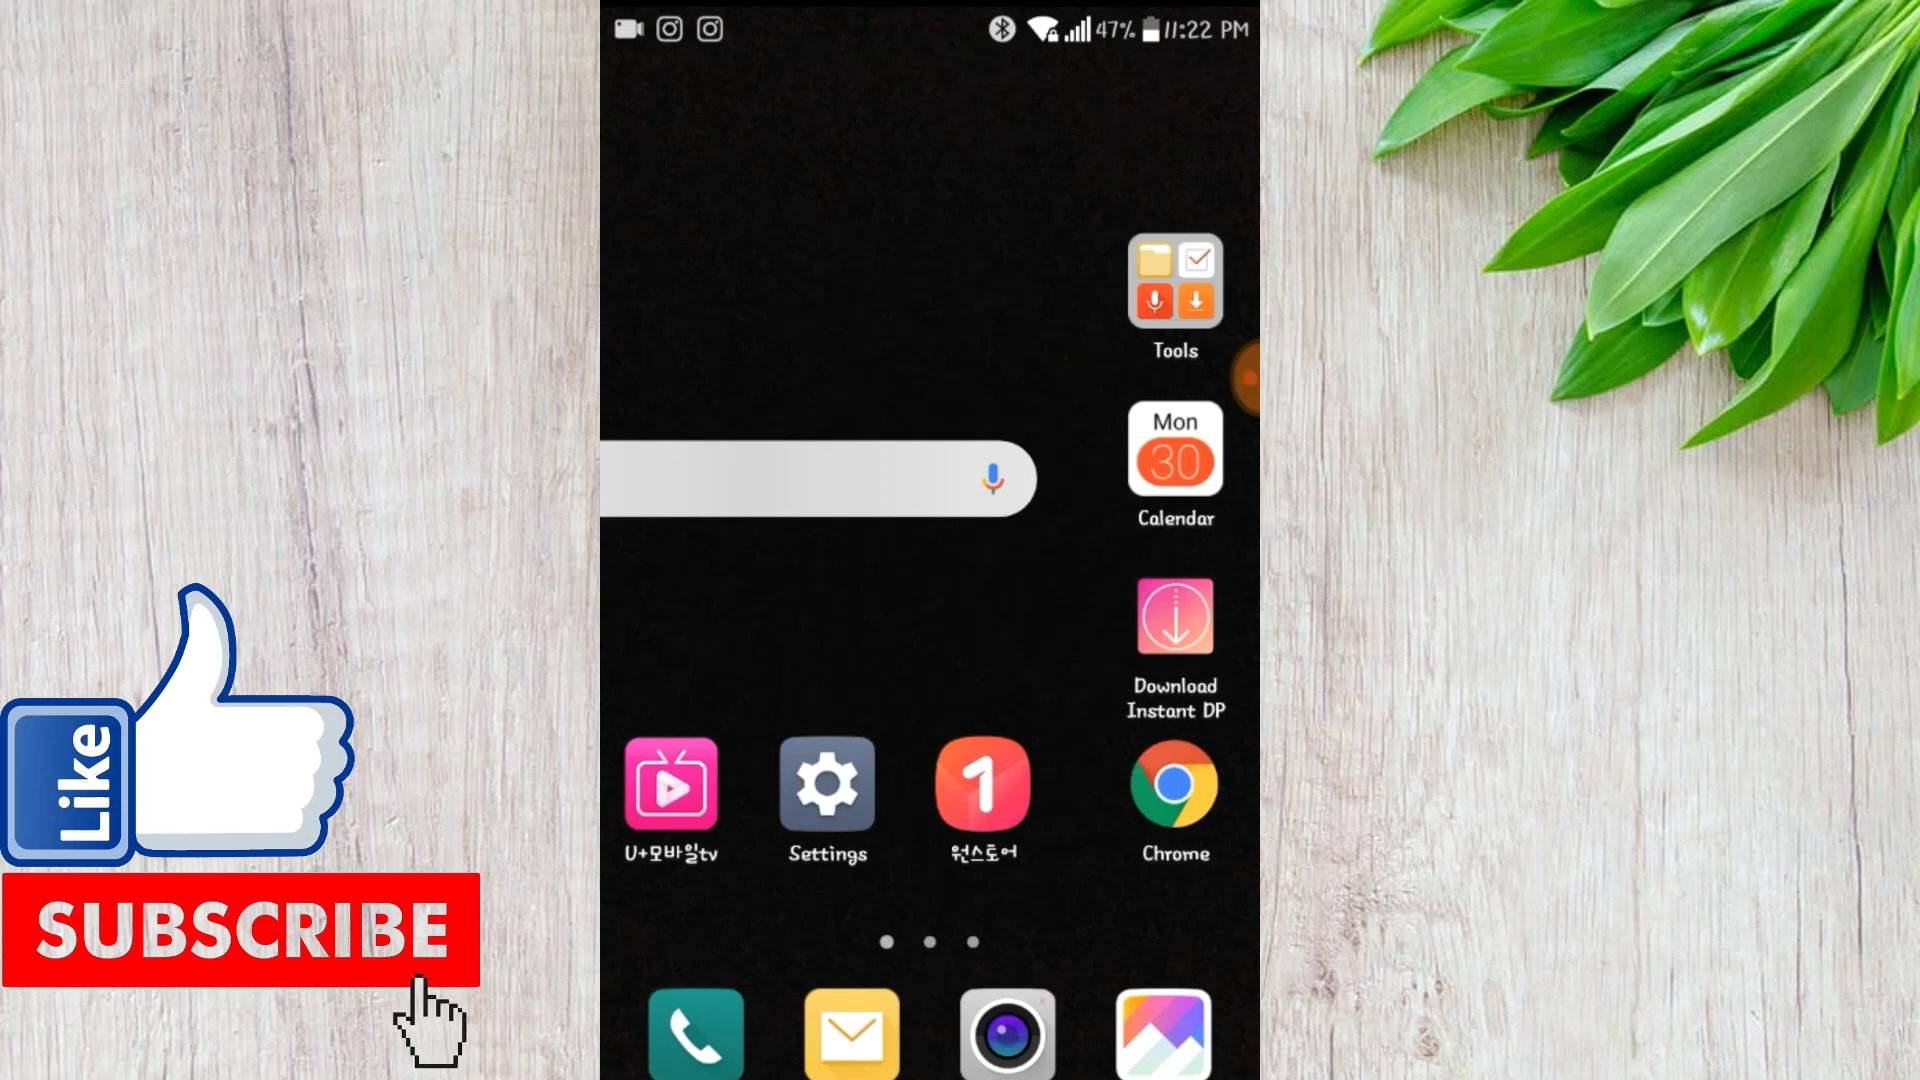 47% 11:22 PM
Tools
Mon
30
Calendar
Download
Instant DP
1
U+모바일tv
Settings
원스토어
Chrome
Like
SUBSCRIBE